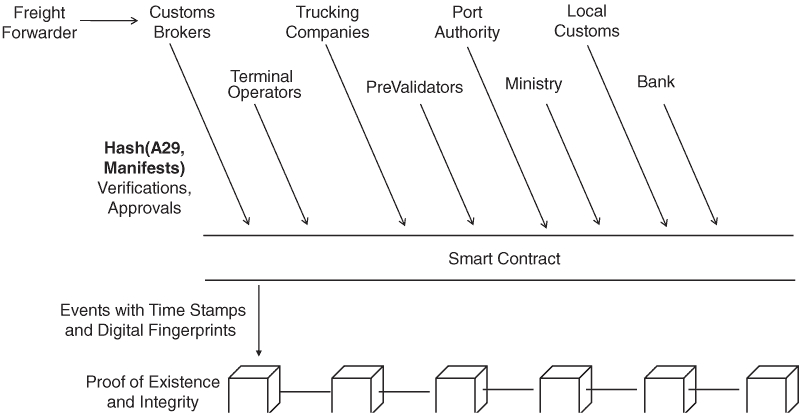 Freight
Forwarder
Customs
Brokers
Trucking
Companies
Port
Authority
Local
Customs
Terminal
Operators
PreValidators
Ministry
Bank
Hash(A29,
Manifests)
Verifications,
Approvals
Smart Contract
Events with Time Stamps
and Digital Fingerprints
Proof of Existence
and Integrity